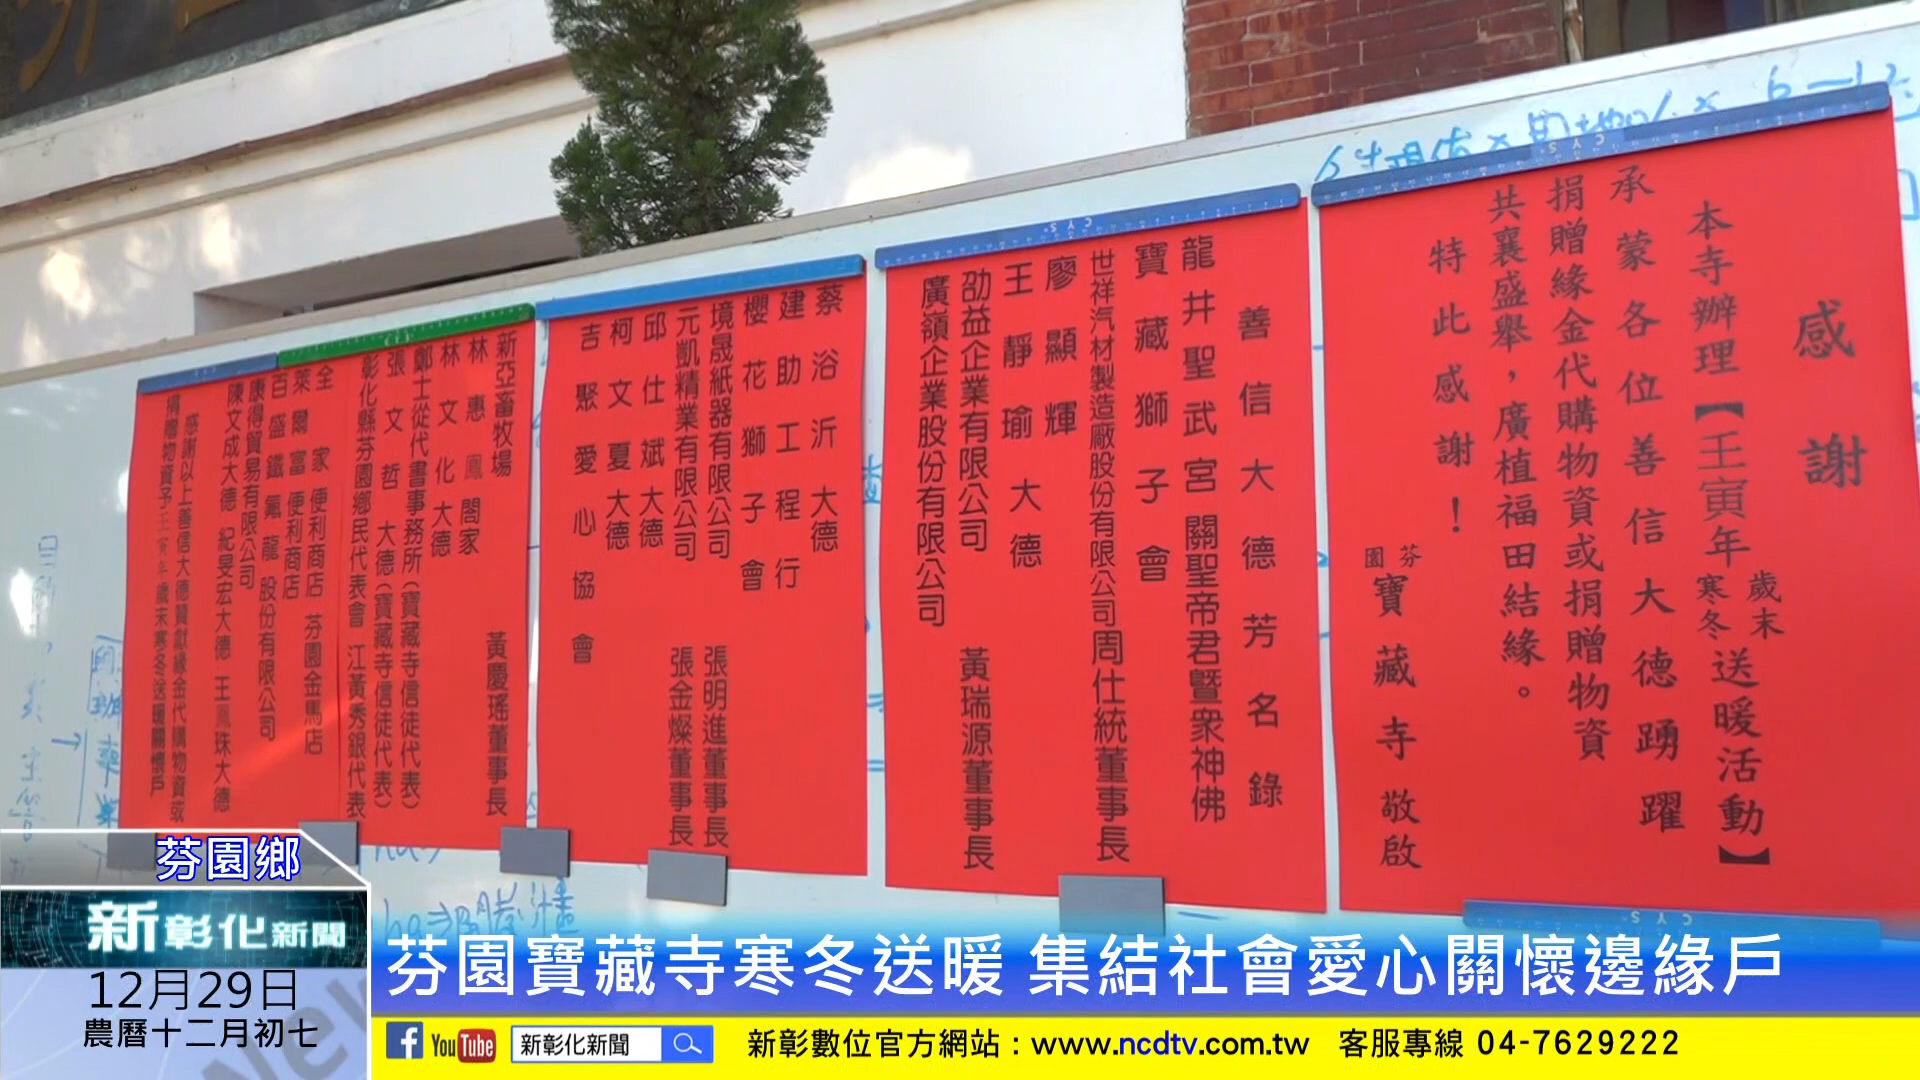 感謝
本寺辦理【壬寅年歲末寒冬送暖活動】
承蒙各位善信大德踴躍
捐贈緣金代購物資或捐贈物資
共襄盛舉，廣植福田結緣。
特此感謝！
芬園寶藏寺敬啟
善信大德芳名錄
龍井聖武宮 關聖帝君暨眾神佛
寶藏獅子會
世祥汽材製造廠股份有限公司 周仕統董事長
廖顯輝
王靜瑜大德
劭益企業有限公司 黃瑞源董事長
廣嶺企業股份有限公司
蔡浴沂大德
建助工程行
櫻花獅子會
境晟紙器有限公司 張明進董事長
元凱精業有限公司 張金燦董事長
邱仕斌大德
柯文夏大德
吉聚愛心協會
新亞畜牧場 黃慶瑤董事長
林惠鳳閤家
林文化大德
鄭士從代書事務所(寶藏寺信徒代表)
張文哲大德(寶藏寺信徒代表)
彰化縣芬園鄉民代表會 江黃秀銀代表
全家便利商店 芬園金馬店
萊爾富便利商店
百盛鐵氟龍股份有限公司
康得貿易有限公司
陳文成大德 紀旻宏大德 王鳳珠大德
感謝以上善信大德贊獻緣金代購物資或
捐贈物資予壬寅年歲末寒冬送暖關懷戶
芬園鄉
新彰化新聞
12月29日
農曆十二月初七
芬園寶藏寺寒冬送暖 集結社會愛心關懷邊緣戶
YouTube 新彰化新聞 新彰數位官方網站：www.ncdtv.com.tw 客服專線 04-7629222